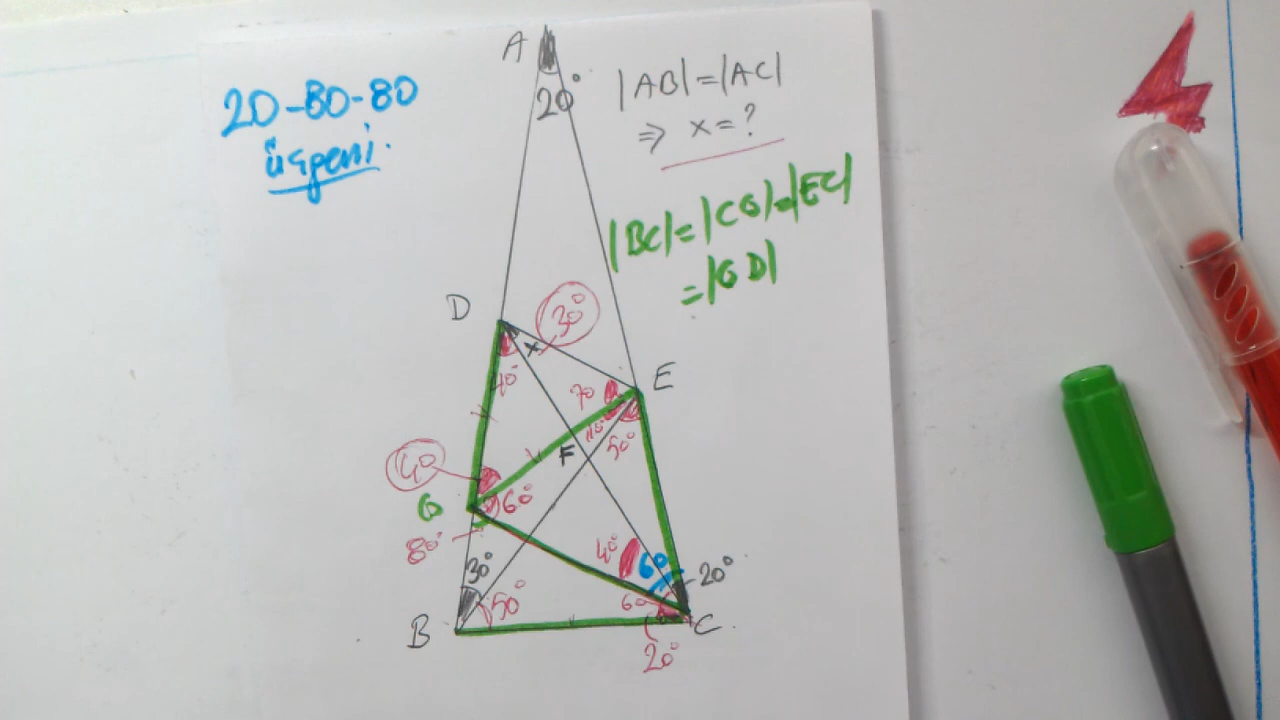 A
20°
20-80-80
üçgeni.
|AB|=|AC|
⇒ x=?
|BC|=|CG|=|EC|
=|GD|
D
30°
x
40°
E
70
10°
50°
F
40
G
60°
80°
30°
50°
40°
60
20°
60
B
C
20°